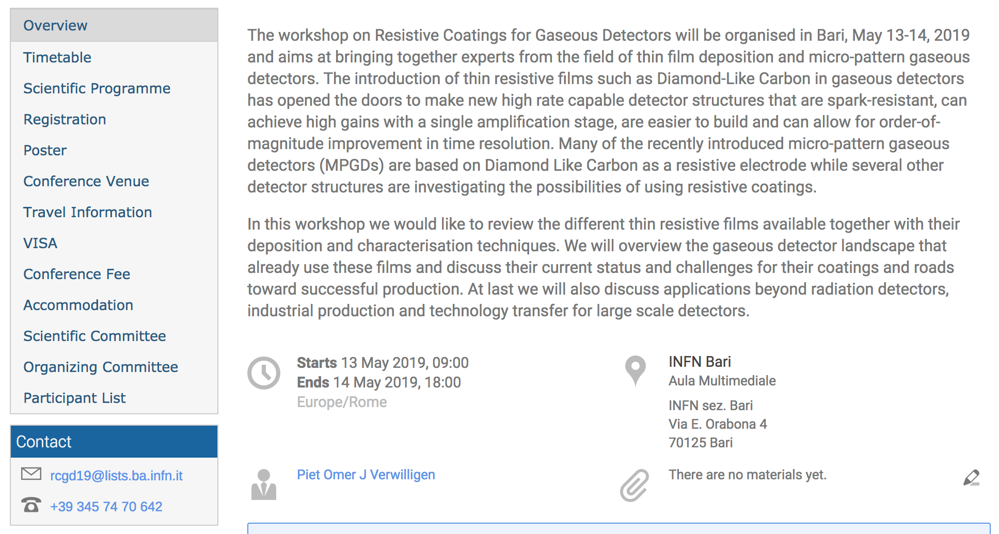 Overview
Timetable
Scientific Programme
Registration
Poster
Conference Venue
Travel Information
VISA
Conference Fee
Accommodation
Scientific Committee
Organizing Committee
Participant List
Contact
rcgd19@lists.ba.infn.it
+39 345 74 70 642
The workshop on Resistive Coatings for Gaseous Detectors will be organised in Bari, May 13-14, 2019
and aims at bringing together experts from the field of thin film deposition and micro-pattern gaseous
detectors. The introduction of thin resistive films such as Diamond-Like Carbon in gaseous detectors
has opened the doors to make new high rate capable detector structures that are spark-resistant, can
achieve high gains with a single amplification stage, are easier to build and can allow for order-of-
magnitude improvement in time resolution. Many of the recently introduced micro-pattern gaseous
detectors (MPGDs) are based on Diamond Like Carbon as a resistive electrode while several other
detector structures are investigating the possibilities of using resistive coatings.
In this workshop we would like to review the different thin resistive films available together with their
deposition and characterisation techniques. We will overview the gaseous detector landscape that
already use these films and discuss their current status and challenges for their coatings and roads
toward successful production. At last we will also discuss applications beyond radiation detectors,
industrial production and technology transfer for large scale detectors.
Starts 13 May 2019, 09:00
Ends 14 May 2019, 18:00
Europe/Rome
INFN Bari
Aula Multimediale
INFN sez. Bari
Via E. Orabona 4
70125 Bari
Piet Omer J Verwilligen
There are no materials yet.